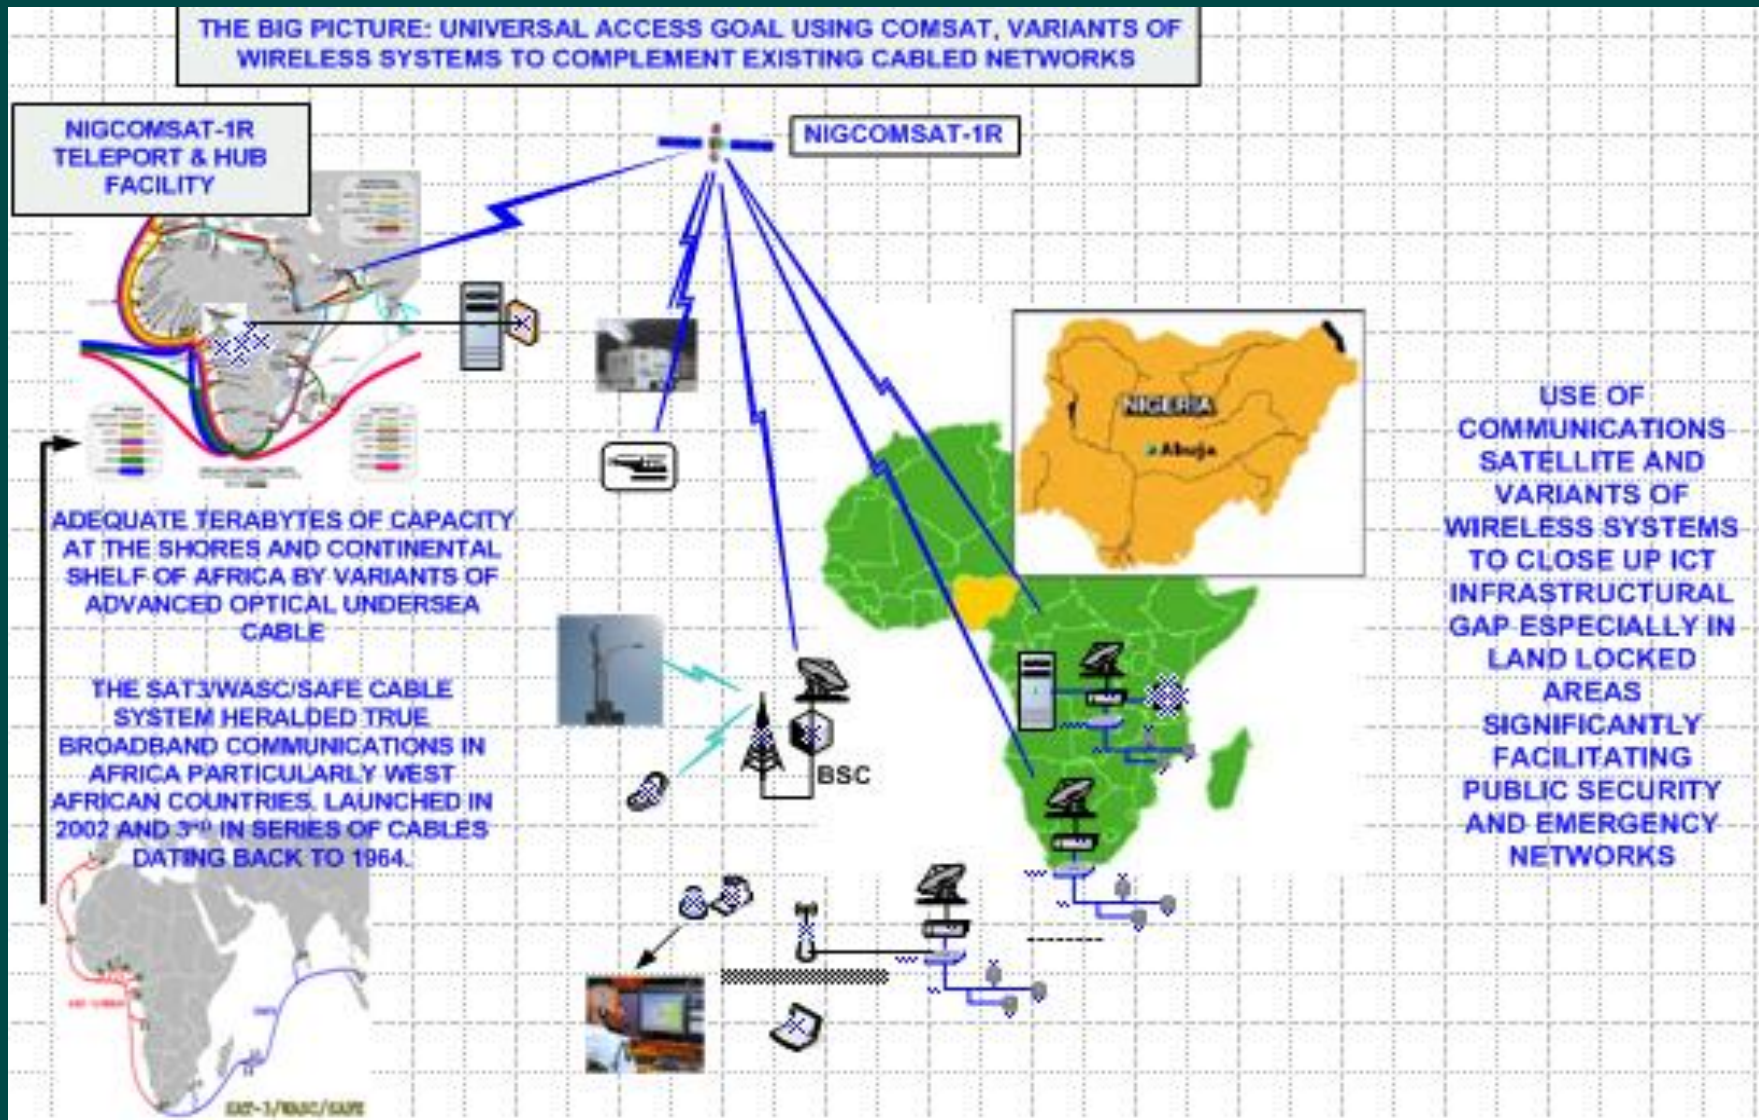 THE BIG PICTURE: UNIVERSAL ACCESS GOAL USING COMSAT, VARIANTS OF
WIRELESS SYSTEMS TO COMPLEMENT EXISTING CABLED NETWORKS
NIGCOMSAT-1R
TELEPORT & HUB
FACILITY
NIGCOMSAT-1R
NIGERIA
Abuja
ADEQUATE TERABYTES OF CAPACITY
AT THE SHORES AND CONTINENTAL
SHELF OF AFRICA BY VARIANTS OF
ADVANCED OPTICAL UNDERSEA
CABLE
THE SAT3/WASC/SAFE CABLE
SYSTEM HERALDED TRUE
BROADBAND COMMUNICATIONS IN
AFRICA PARTICULARLY WEST
AFRICAN COUNTRIES. LAUNCHED IN
2002 AND 3RD IN SERIES OF CABLES
DATING BACK TO 1964.
BSC
USE OF
COMMUNICATIONS
SATELLITE AND
VARIANTS OF
WIRELESS SYSTEMS
TO CLOSE UP ICT
INFRASTRUCTURAL
GAP ESPECIALLY IN
LAND LOCKED
AREAS
SIGNIFICANTLY
FACILITATING
PUBLIC SECURITY
AND EMERGENCY
NETWORKS
SAT-3/WASC/SAFE